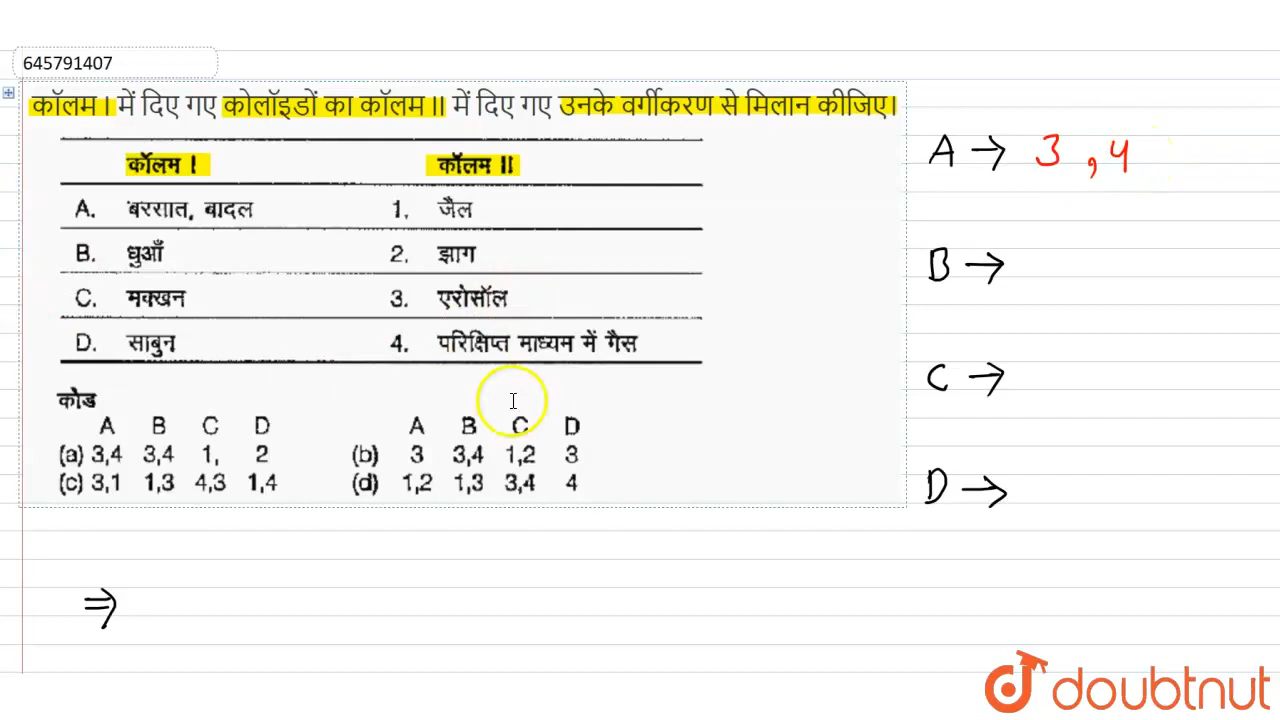 645791407
कॉलम I में दिए गए कोलॉइडों का कॉलम II में दिए गए उनके वर्गीकरण से मिलान कीजिए।
कॉलम I कॉलम II
A. बरसात, बादल 1. जैल
B. धुआँ 2. झाग
C. मक्खन 3. एरोसॉल
D. साबुन 4. परिक्षिप्त माध्यम में गैस
कोड
A B C D A B C D
(a) 3,4 3,4 1, 2 (b) 3 3,4 1,2 3
(c) 3,1 1,3 4,3 1,4 (d) 1,2 1,3 3,4 4
A → 3 , 4
B →
C →
D →
⇒
doubtnut